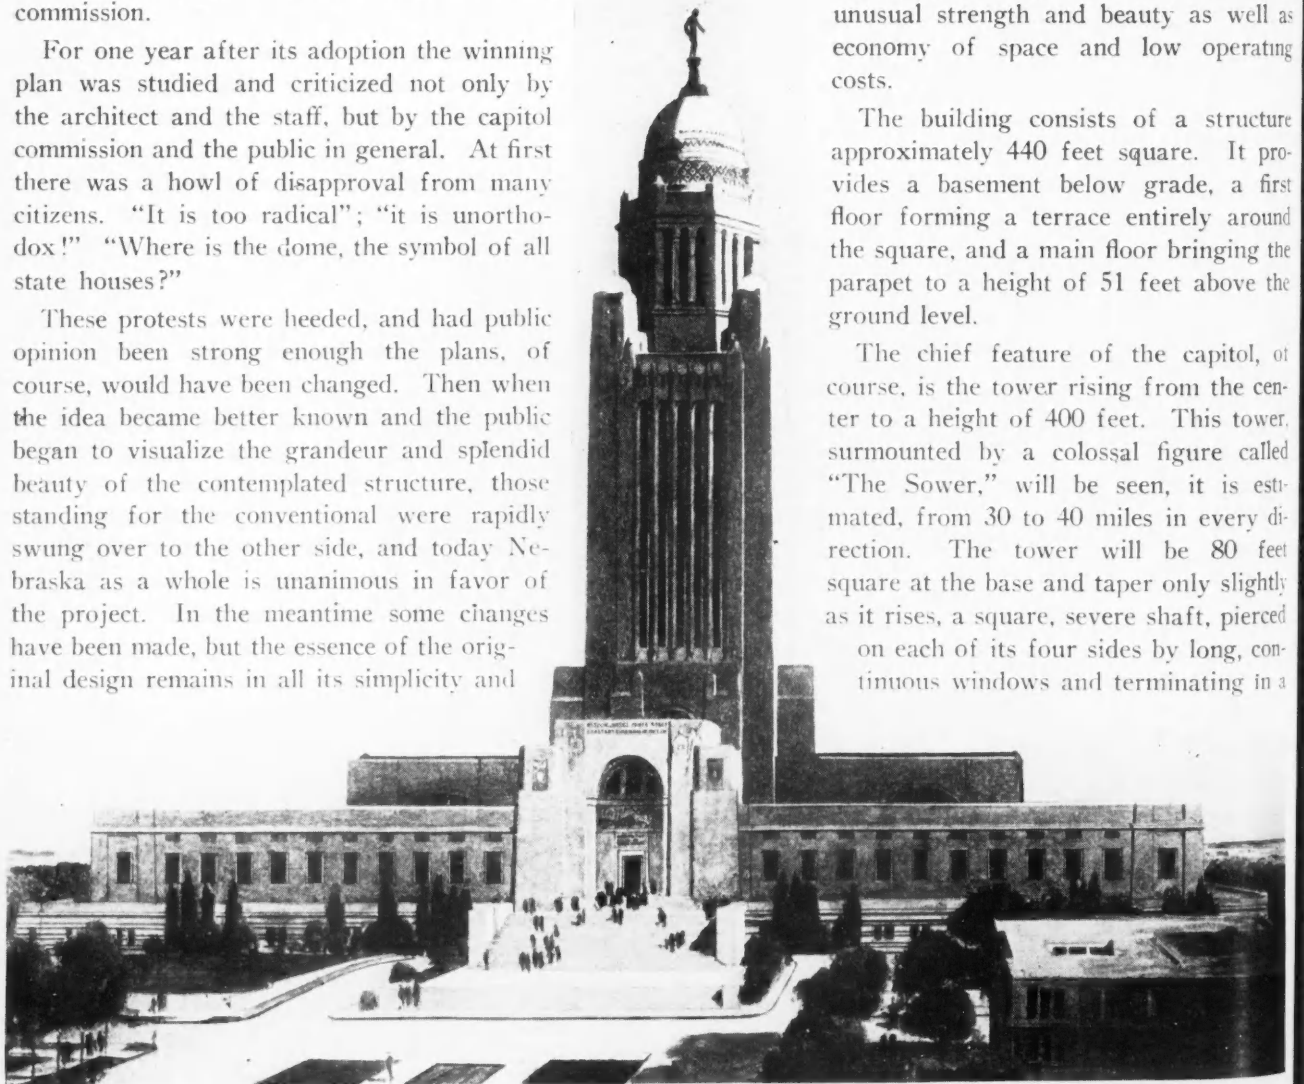 commission.
For one year after its adoption the winning
plan was studied and criticized not only by
the architect and the staff, but by the capitol
commission and the public in general. At first
there was a howl of disapproval from many
citizens. “It is too radical”; “it is unortho-
dox!” “Where is the dome, the symbol of all
state houses?”
These protests were heeded, and had public
opinion been strong enough the plans, of
course, would have been changed. Then when
the idea became better known and the public
began to visualize the grandeur and splendid
beauty of the contemplated structure, those
standing for the conventional were rapidly
swung over to the other side, and today Ne-
braska as a whole is unanimous in favor of
the project. In the meantime some changes
have been made, but the essence of the orig-
inal design remains in all its simplicity and
unusual strength and beauty as well as
economy of space and low operating
costs.
The building consists of a structure
approximately 440 feet square. It pro-
vides a basement below grade, a first
floor forming a terrace entirely around
the square, and a main floor bringing the
parapet to a height of 51 feet above the
ground level.
The chief feature of the capitol, of
course, is the tower rising from the cen-
ter to a height of 400 feet. This tower,
surmounted by a colossal figure called
“The Sower,” will be seen, it is esti-
mated, from 30 to 40 miles in every di-
rection. The tower will be 80 feet
square at the base and taper only slightly
as it rises, a square, severe shaft, pierced
on each of its four sides by long, con-
tinuous windows and terminating in a